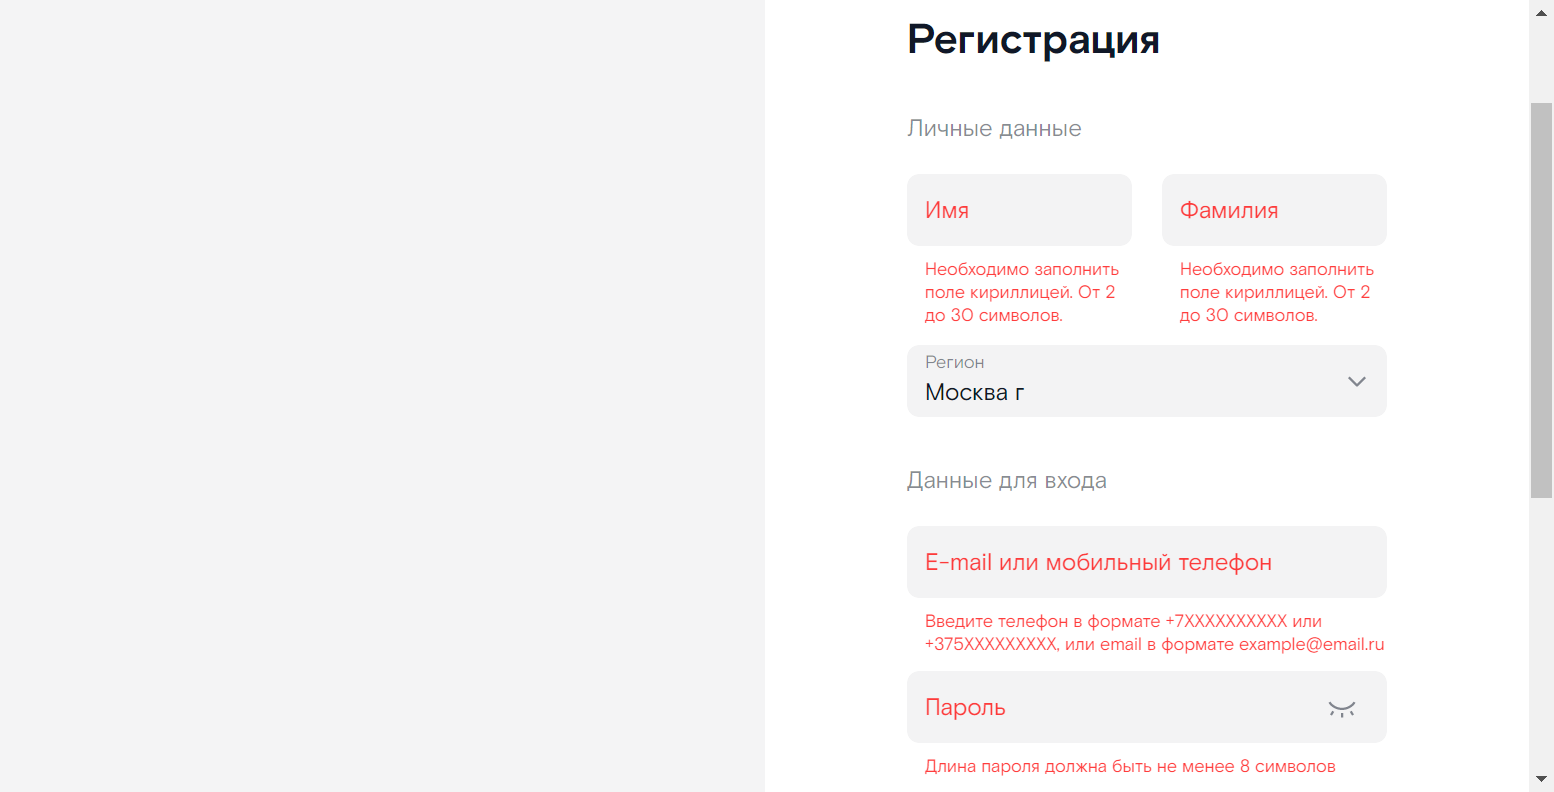 Регистрация
Личные данные
Имя
Фамилия
Необходимо заполнить
поле кириллицей. От 2
до 30 символов.
Необходимо заполнить
поле кириллицей. От 2
до 30 символов.
Регион
Москва г
Данные для входа
E-mail или мобильный телефон
Введите телефон в формате +7XXXXXXXXXX или
+375XXXXXXXXX, или email в формате example@email.ru
Пароль
Длина пароля должна быть не менее 8 символов